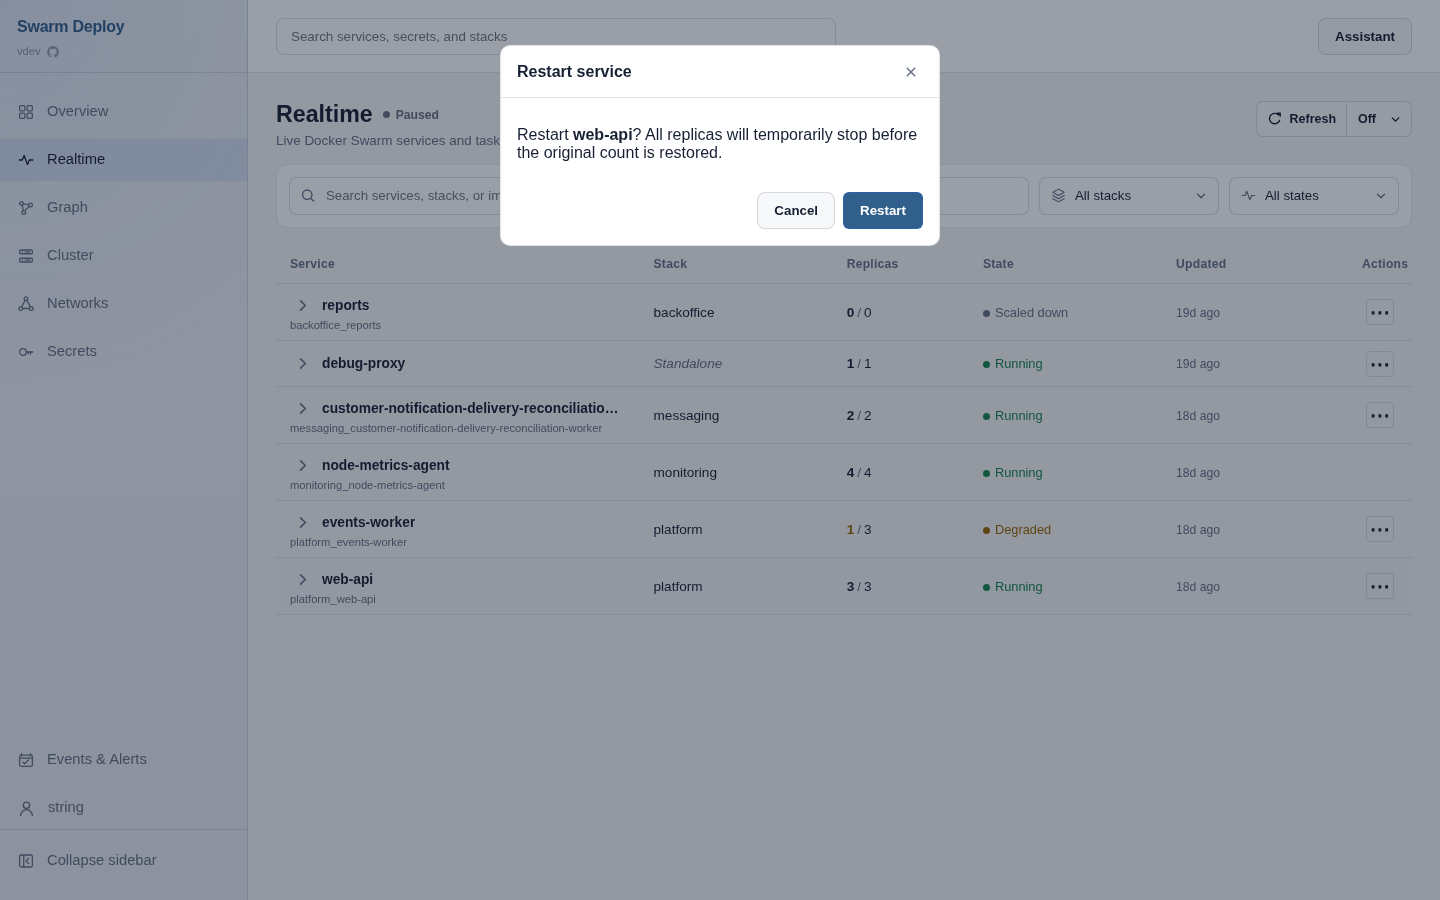 Swarm Deploy
vdev
Search services, secrets, and stacks
Assistant
Overview
Realtime
Graph
Cluster
Networks
Secrets
Events & Alerts
string
Collapse sidebar
Realtime
Paused
Live Docker Swarm services and task
Refresh
Off
Search services, stacks, or im
All stacks
All states
Restart service
Restart web-api? All replicas will temporarily stop before
the original count is restored.
Cancel
Restart
Service Stack Replicas State Updated Actions
reports
backoffice_reports
backoffice 0 / 0 Scaled down 19d ago
debug-proxy Standalone 1 / 1 Running 19d ago
customer-notification-delivery-reconciliatio…
messaging_customer-notification-delivery-reconciliation-worker
messaging 2 / 2 Running 18d ago
node-metrics-agent
monitoring_node-metrics-agent
monitoring 4 / 4 Running 18d ago
events-worker
platform_events-worker
platform 1 / 3 Degraded 18d ago
web-api
platform_web-api
platform 3 / 3 Running 18d ago